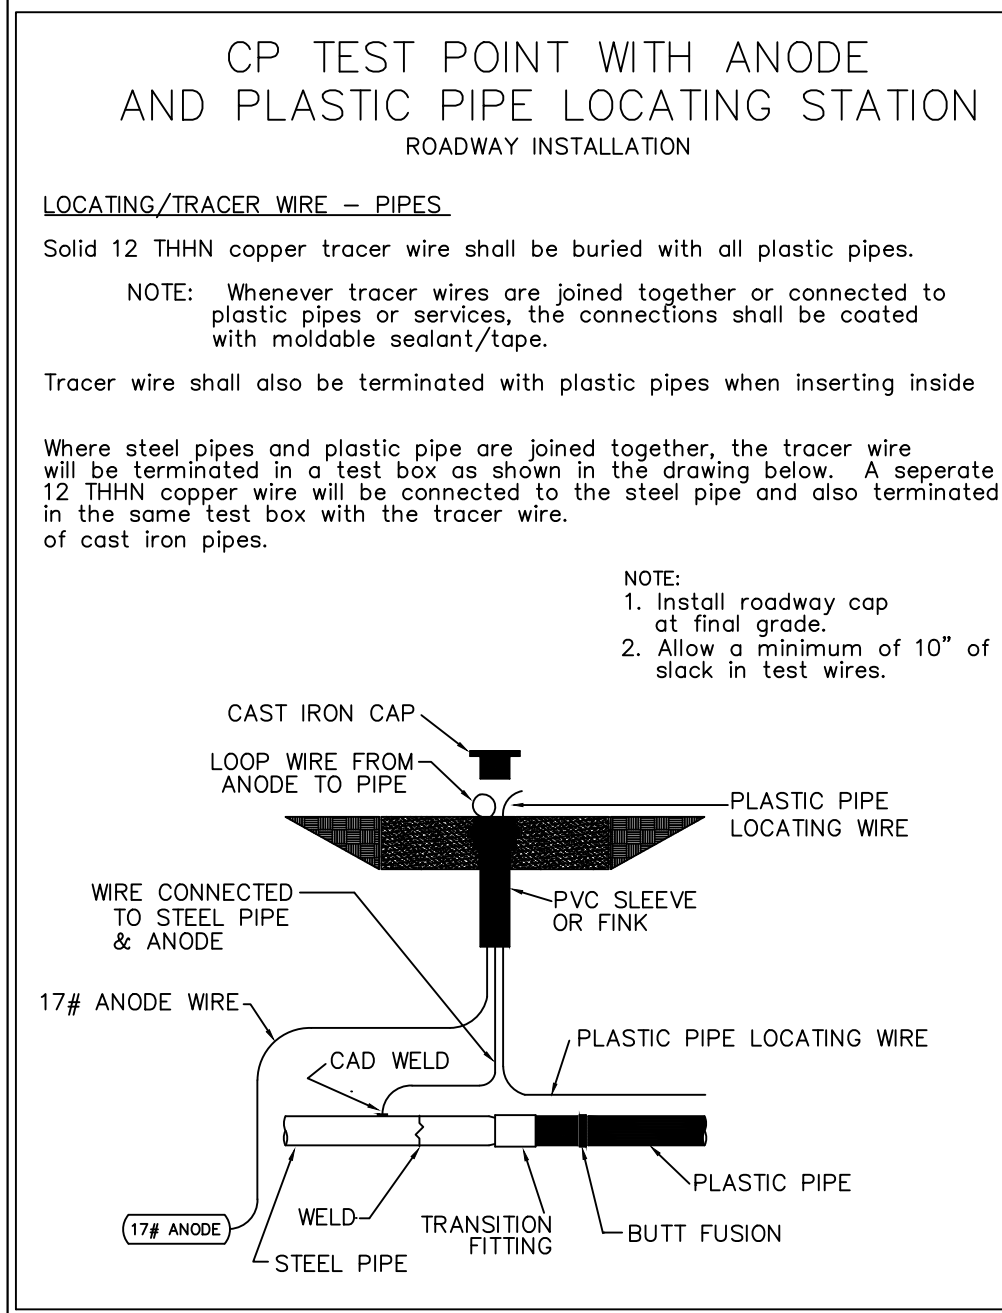 CP TEST POINT WITH ANODE
AND PLASTIC PIPE LOCATING STATION
ROADWAY INSTALLATION
LOCATING/TRACER WIRE – PIPES
Solid 12 THHN copper tracer wire shall be buried with all plastic pipes.
NOTE: Whenever tracer wires are joined together or connected to
plastic pipes or services, the connections shall be coated
with moldable sealant/tape.
Tracer wire shall also be terminated with plastic pipes when inserting inside
Where steel pipes and plastic pipe are joined together, the tracer wire
will be terminated in a test box as shown in the drawing below. A seperate
12 THHN copper wire will be connected to the steel pipe and also terminated
in the same test box with the tracer wire.
of cast iron pipes.
NOTE:
1. Install roadway cap
at final grade.
2. Allow a minimum of 10” of
slack in test wires.
CAST IRON CAP
LOOP WIRE FROM
ANODE TO PIPE
PLASTIC PIPE
LOCATING WIRE
WIRE CONNECTED
TO STEEL PIPE
& ANODE
PVC SLEEVE
OR FINK
17# ANODE WIRE
PLASTIC PIPE LOCATING WIRE
CAD WELD
PLASTIC PIPE
WELD
TRANSITION
FITTING
BUTT FUSION
17# ANODE
STEEL PIPE